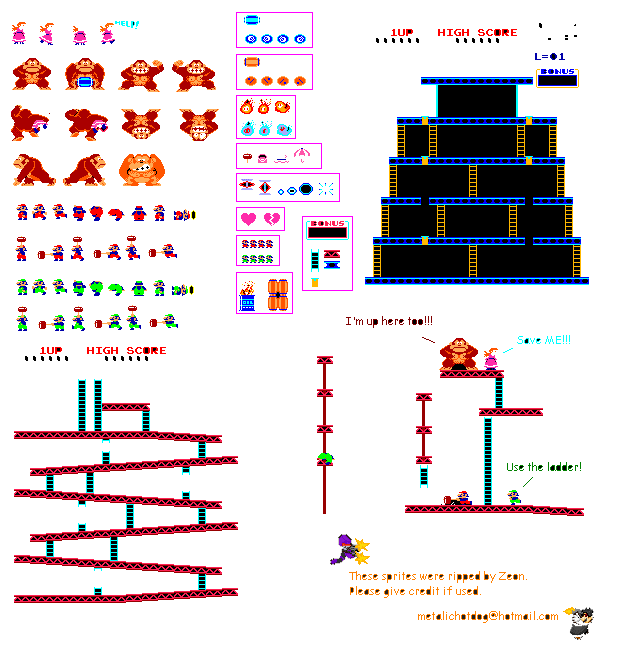 HELP!
1UP HIGH SCORE
L=01
BONUS
BONUS
I'm up here too!!!
Save ME!!!
1UP HIGH SCORE
Use the ladder!
These sprites were ripped by Zeon.
Please give credit if used.
metalichotdog@hotmail.com